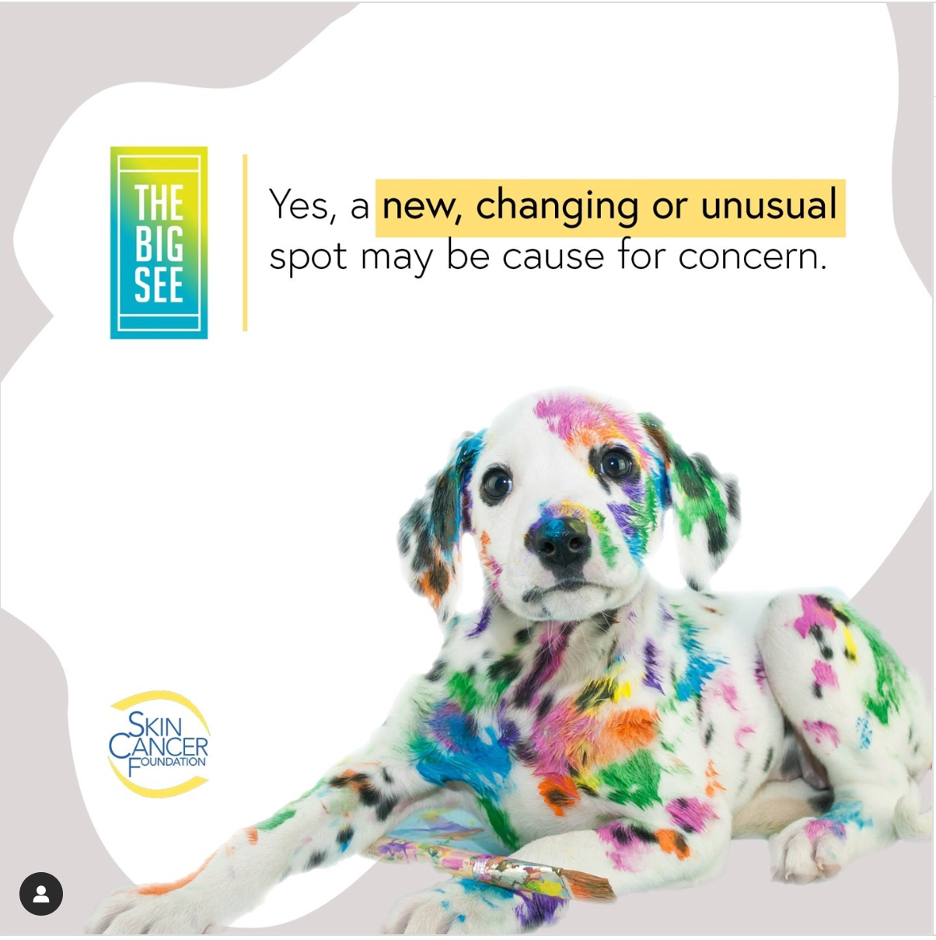 THE
BIG
SEE
Yes, a new, changing or unusual
spot may be cause for concern.
SKIN
CANCER
FOUNDATION